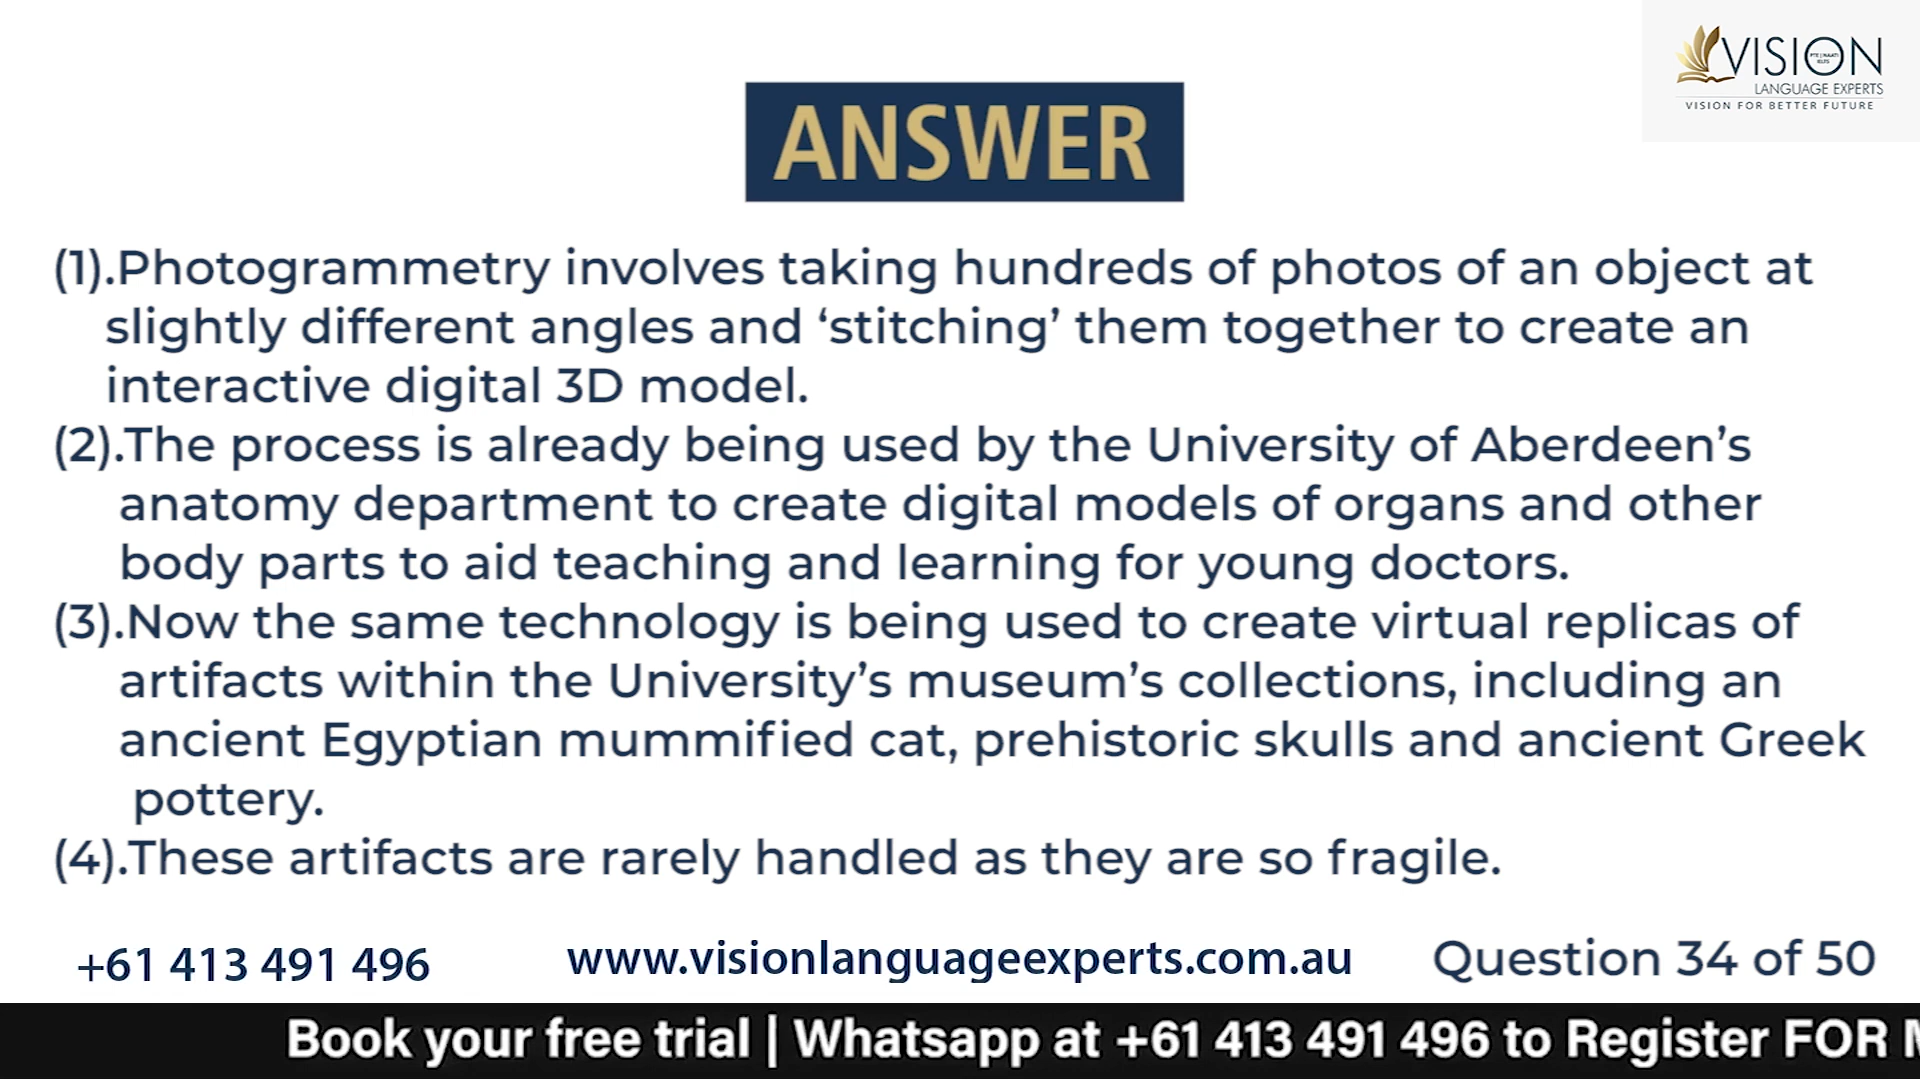 VISION
LANGUAGE EXPERTS
VISION FOR BETTER FUTURE
ANSWER
(1).Photogrammetry involves taking hundreds of photos of an object at
slightly different angles and ‘stitching’ them together to create an
interactive digital 3D model.
(2).The process is already being used by the University of Aberdeen’s
anatomy department to create digital models of organs and other
body parts to aid teaching and learning for young doctors.
(3).Now the same technology is being used to create virtual replicas of
artifacts within the University’s museum’s collections, including an
ancient Egyptian mummified cat, prehistoric skulls and ancient Greek
pottery.
(4).These artifacts are rarely handled as they are so fragile.
+61 413 491 496
www.visionlanguageexperts.com.au
Question 34 of 50
Book your free trial | Whatsapp at +61 413 491 496 to Register FOR